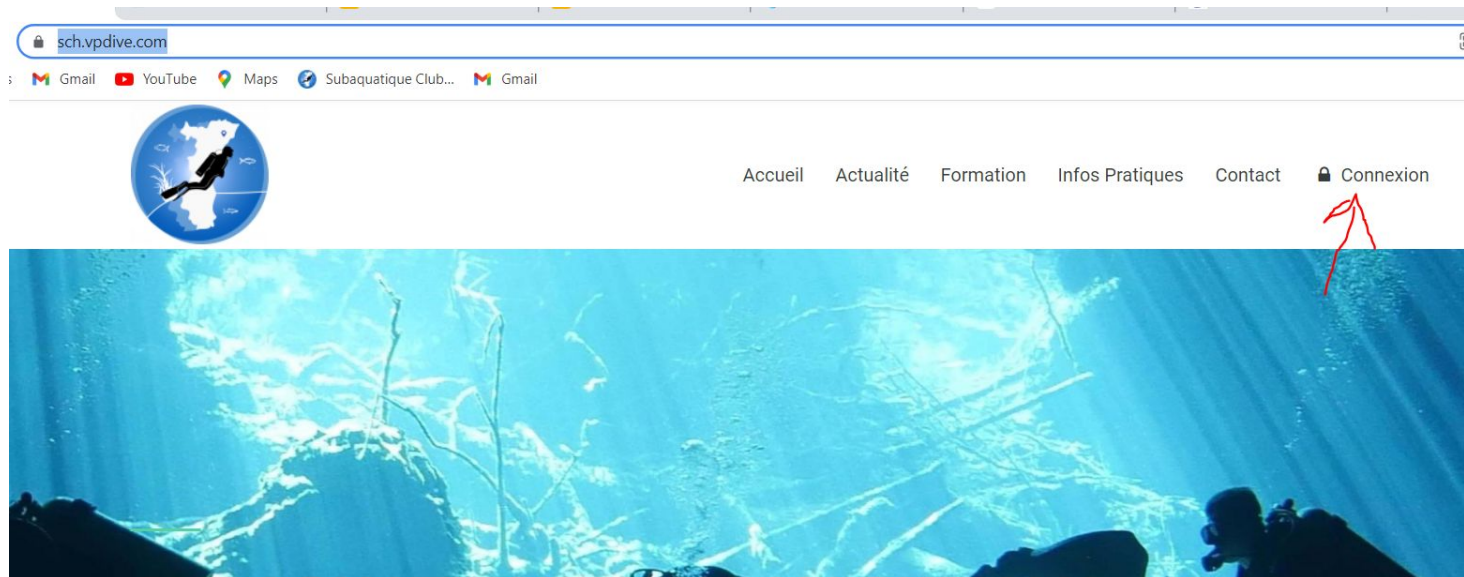 sch.vpdive.com
Gmail YouTube Maps Subaquatique Club... Gmail
Accueil Actualité Formation Infos Pratiques Contact Connexion